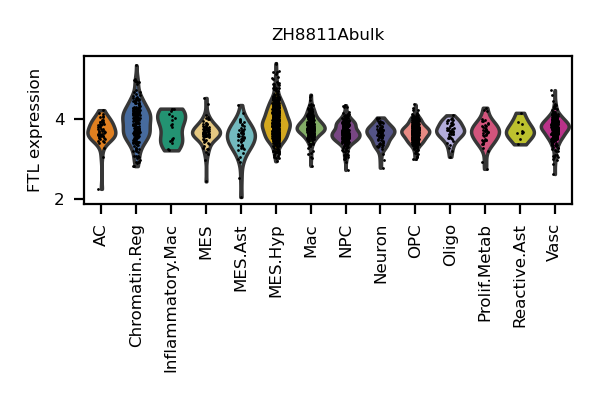 ZH8811Abulk
FTL expression
4
2
AC
Chromatin.Reg
Inflammatory.Mac
MES
MES.Ast
MES.Hyp
Mac
NPC
Neuron
OPC
Oligo
Prolif.Metab
Reactive.Ast
Vasc